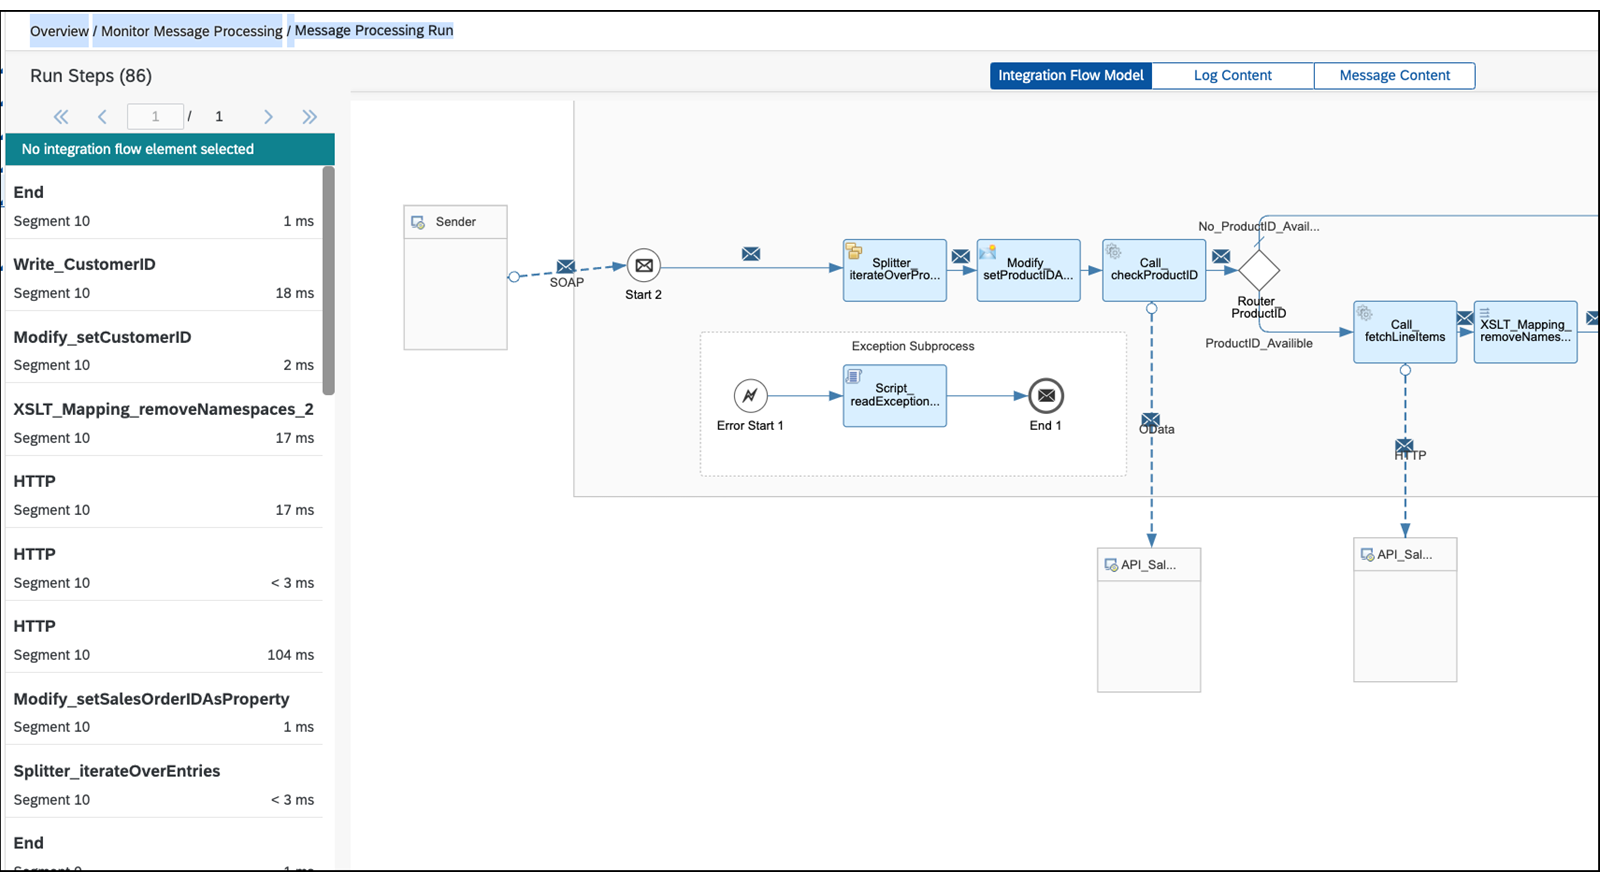 Overview / Monitor Message Processing / Message Processing Run
Run Steps (86)
Integration Flow Model
Log Content
Message Content
1 / 1
No integration flow element selected
End
Segment 10 1 ms
Write_CustomerID
Segment 10 18 ms
Modify_setCustomerID
Segment 10 2 ms
XSLT_Mapping_removeNamespaces_2
Segment 10 17 ms
HTTP
Segment 10 17 ms
HTTP
Segment 10 < 3 ms
HTTP
Segment 10 104 ms
Modify_setSalesOrderIDAsProperty
Segment 10 1 ms
Splitter_iterateOverEntries
Segment 10 < 3 ms
End
Sender
SOAP
Start 2
Splitter_
iterateOverPro...
Modify_
setProductIDA...
Call_
checkProductID
No_ProductID_Avail...
Router_
ProductID
ProductID_Availible
Call_
fetchLineItems
XSLT_Mapping_
removeNames...
Exception Subprocess
Error Start 1
Script_
readException...
End 1
OData
HTTP
API_Sal...
API_Sal...